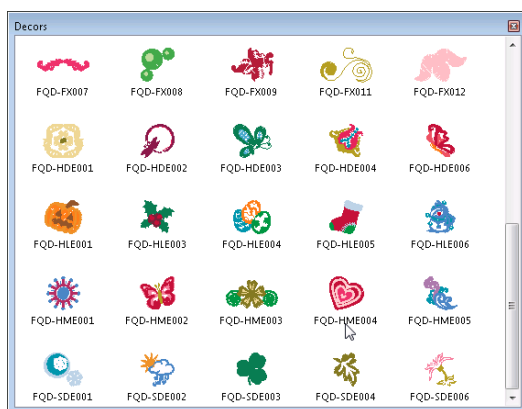 Decors
FQD-FX007 FQD-FX008 FQD-FX009 FQD-FX011 FQD-FX012
FQD-HDE001 FQD-HDE002 FQD-HDE003 FQD-HDE004 FQD-HDE006
FQD-HLE001 FQD-HLE003 FQD-HLE004 FQD-HLE005 FQD-HLE006
FQD-HME001 FQD-HME002 FQD-HME003 FQD-HME004 FQD-HME005
FQD-SDE001 FQD-SDE002 FQD-SDE003 FQD-SDE004 FQD-SDE006